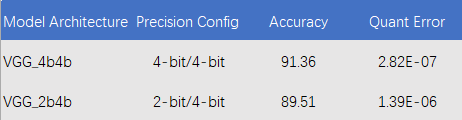 Model Architecture Precision Config Accuracy Quant Error
VGG_4b4b 4-bit/4-bit 91.36 2.82E-07
VGG_2b4b 2-bit/4-bit 89.51 1.39E-06